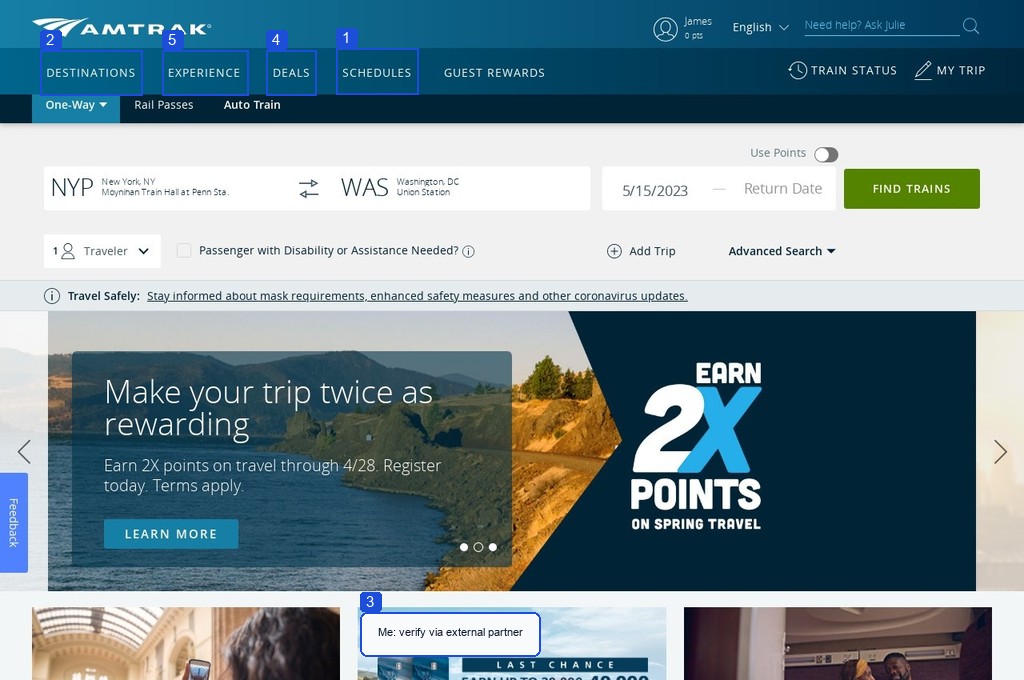 AMTRAK
James
0 pts
English
Need help? Ask Julie
2
5
4
1
DESTINATIONS
EXPERIENCE
DEALS
SCHEDULES
GUEST REWARDS
TRAIN STATUS
MY TRIP
One-Way
Rail Passes
Auto Train
Use Points
NYP
New York, NY
Moynihan Train Hall at Penn Sta.
WAS
Washington, DC
Union Station
5/15/2023
Return Date
FIND TRAINS
1
Traveler
Passenger with Disability or Assistance Needed?
Add Trip
Advanced Search
Travel Safely: Stay informed about mask requirements, enhanced safety measures and other coronavirus updates.
Make your trip twice as
rewarding
Earn 2X points on travel through 4/28. Register
today. Terms apply.
LEARN MORE
EARN
2X
POINTS
ON SPRING TRAVEL
Feedback
3
Me: verify via external partner
LAST CHANCE